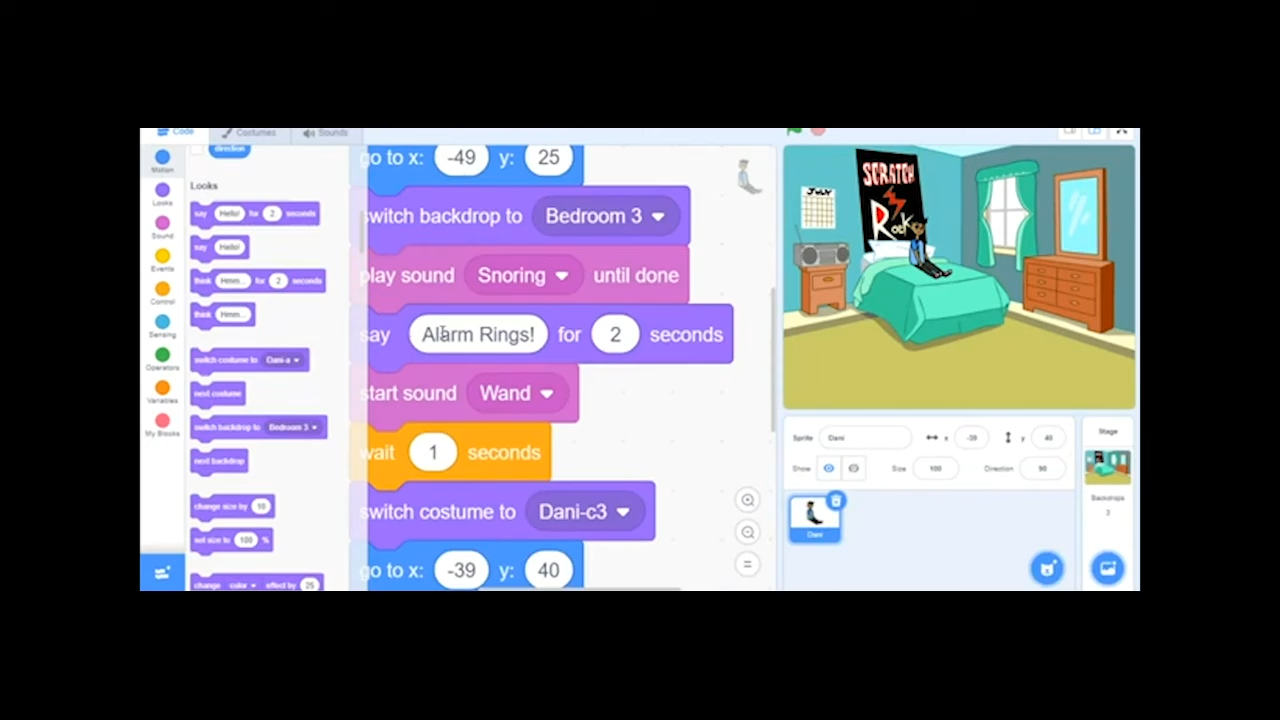 Code Costumes Sounds
direction
Motion
Looks
Sound
Events
Control
Sensing
Operators
Variables
My Blocks
Looks
say Hello! for 2 seconds
say Hello!
think Hmm... for 2 seconds
think Hmm...
switch costume to Dani-a
next costume
switch backdrop to Bedroom 3
next backdrop
change size by 10
set size to 100 %
change color effect by 25
go to x: -49 y: 25
switch backdrop to Bedroom 3
play sound Snoring until done
say Alarm Rings! for 2 seconds
start sound Wand
wait 1 seconds
switch costume to Dani-c3
go to x: -39 y: 40
JULY
SCRATCH
Rock
Sprite Dani x -39 y 40
Show Size 100 Direction 90
Dani
Stage
Backdrops
3